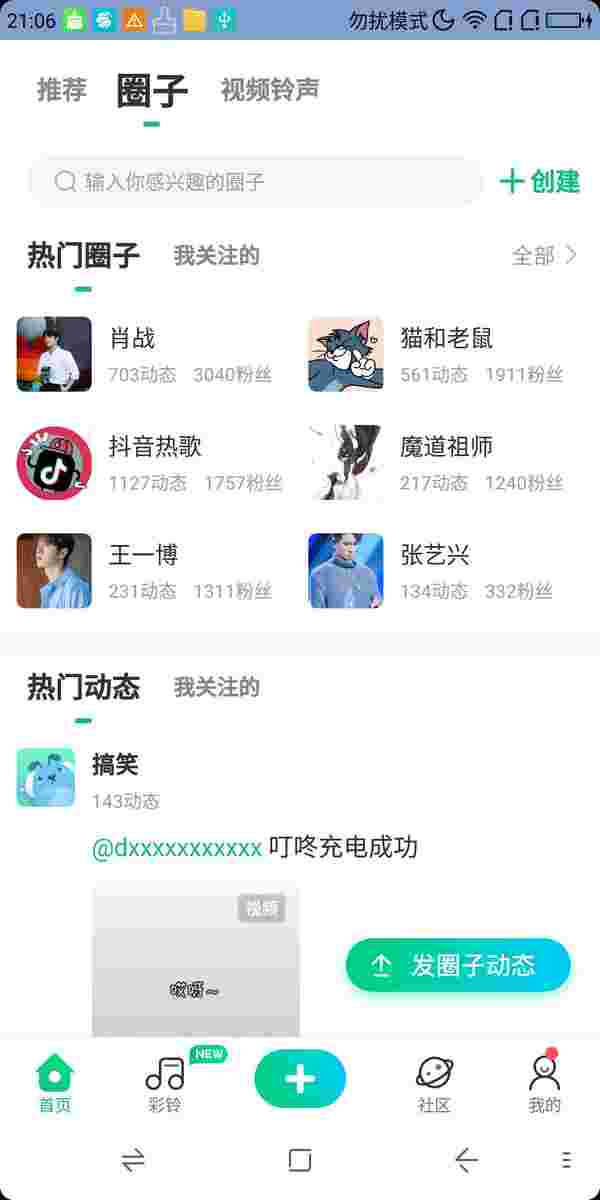 21:06 勿扰模式
推荐 圈子 视频铃声
输入你感兴趣的圈子 创建
热门圈子 我关注的 全部
肖战 猫和老鼠
703动态 3040粉丝 561动态 1911粉丝
抖音热歌 魔道祖师
1127动态 1757粉丝 217动态 1240粉丝
王一博 张艺兴
231动态 1311粉丝 134动态 332粉丝
热门动态 我关注的
搞笑
143动态
@dxxxxxxxxxxx 叮咚充电成功
视频
哎呀~
发圈子动态
NEW
首页 彩铃 社区 我的